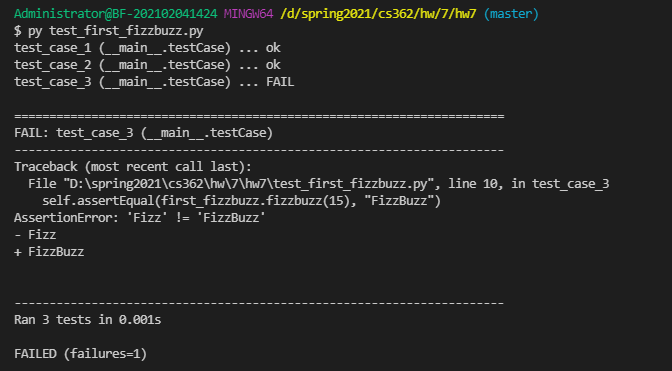 Administrator@BF-202102041424 MINGW64 /d/spring2021/cs362/hw/7/hw7 (master)
$ py test_first_fizzbuzz.py
test_case_1 (__main__.testCase) ... ok
test_case_2 (__main__.testCase) ... ok
test_case_3 (__main__.testCase) ... FAIL

======================================================================
FAIL: test_case_3 (__main__.testCase)
----------------------------------------------------------------------
Traceback (most recent call last):
  File "D:\spring2021\cs362\hw\7\hw7\test_first_fizzbuzz.py", line 10, in test_case_3
    self.assertEqual(first_fizzbuzz.fizzbuzz(15), "FizzBuzz")
AssertionError: 'Fizz' != 'FizzBuzz'
- Fizz
+ FizzBuzz


----------------------------------------------------------------------
Ran 3 tests in 0.001s

FAILED (failures=1)